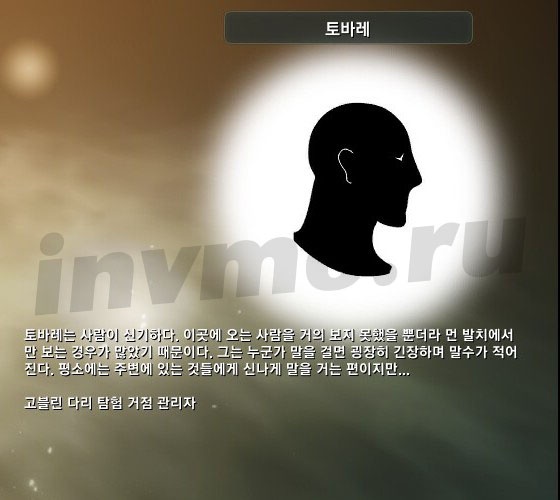 토바레
invmo.ru
토바레는 사람이 신기하다. 이곳에 오는 사람을 거의 보지 못했을 뿐더라 먼 발치에서
만 보는 경우가 많았기 때문이다. 그는 누군가 말을 걸면 굉장히 긴장하며 말수가 적어
진다. 평소에는 주변에 있는 것들에게 신나게 말을 거는 편이지만...
고블린 다리 탐험 거점 관리자